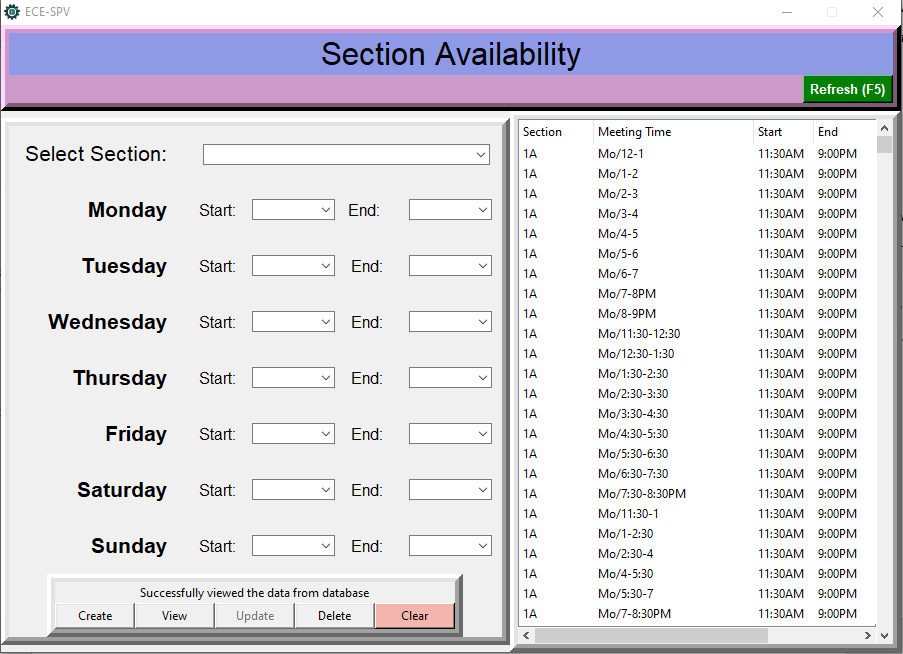 ECE-SPV
Section Availability
Refresh (F5)
Select Section:
Monday Start: End:
Tuesday Start: End:
Wednesday Start: End:
Thursday Start: End:
Friday Start: End:
Saturday Start: End:
Sunday Start: End:
Successfully viewed the data from database
Create View Update Delete Clear
Section Meeting Time Start End
1A Mo/12-1 11:30AM 9:00PM
1A Mo/1-2 11:30AM 9:00PM
1A Mo/2-3 11:30AM 9:00PM
1A Mo/3-4 11:30AM 9:00PM
1A Mo/4-5 11:30AM 9:00PM
1A Mo/5-6 11:30AM 9:00PM
1A Mo/6-7 11:30AM 9:00PM
1A Mo/7-8PM 11:30AM 9:00PM
1A Mo/8-9PM 11:30AM 9:00PM
1A Mo/11:30-12:30 11:30AM 9:00PM
1A Mo/12:30-1:30 11:30AM 9:00PM
1A Mo/1:30-2:30 11:30AM 9:00PM
1A Mo/2:30-3:30 11:30AM 9:00PM
1A Mo/3:30-4:30 11:30AM 9:00PM
1A Mo/4:30-5:30 11:30AM 9:00PM
1A Mo/5:30-6:30 11:30AM 9:00PM
1A Mo/6:30-7:30 11:30AM 9:00PM
1A Mo/7:30-8:30PM 11:30AM 9:00PM
1A Mo/11:30-1 11:30AM 9:00PM
1A Mo/1-2:30 11:30AM 9:00PM
1A Mo/2:30-4 11:30AM 9:00PM
1A Mo/4-5:30 11:30AM 9:00PM
1A Mo/5:30-7 11:30AM 9:00PM
1A Mo/7-8:30PM 11:30AM 9:00PM